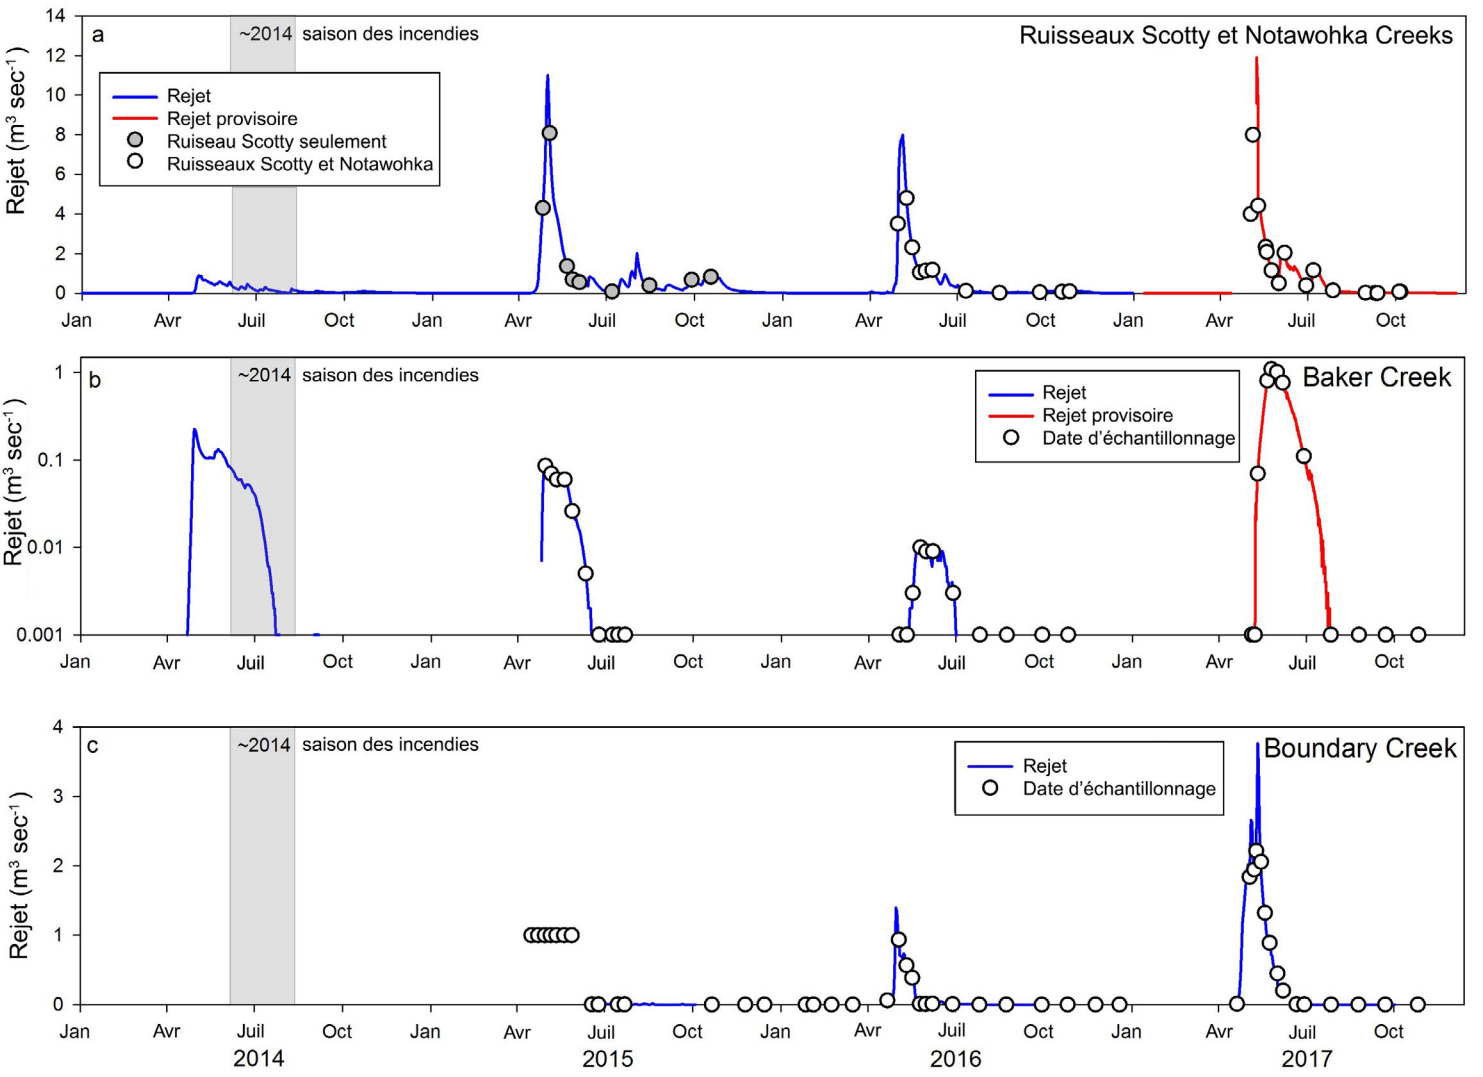 14
12
10
8
6
4
2
0
Rejet (m³ sec⁻¹)
a
~2014 saison des incendies
Ruisseaux Scotty et Notawohka Creeks
Rejet
Rejet provisoire
Ruiseau Scotty seulement
Ruisseaux Scotty et Notawohka
Jan Avr Juil Oct Jan Avr Juil Oct Jan Avr Juil Oct Jan Avr Juil Oct
1
0.1
0.01
0.001
Rejet (m³ sec⁻¹)
b
~2014 saison des incendies
Baker Creek
Rejet
Rejet provisoire
Date d'échantillonnage
Jan Avr Juil Oct Jan Avr Juil Oct Jan Avr Juil Oct Jan Avr Juil Oct
4
3
2
1
0
Rejet (m³ sec⁻¹)
c
~2014 saison des incendies
Boundary Creek
Rejet
Date d'échantillonnage
Jan Avr Juil Oct Jan Avr Juil Oct Jan Avr Juil Oct Jan Avr Juil Oct
2014 2015 2016 2017